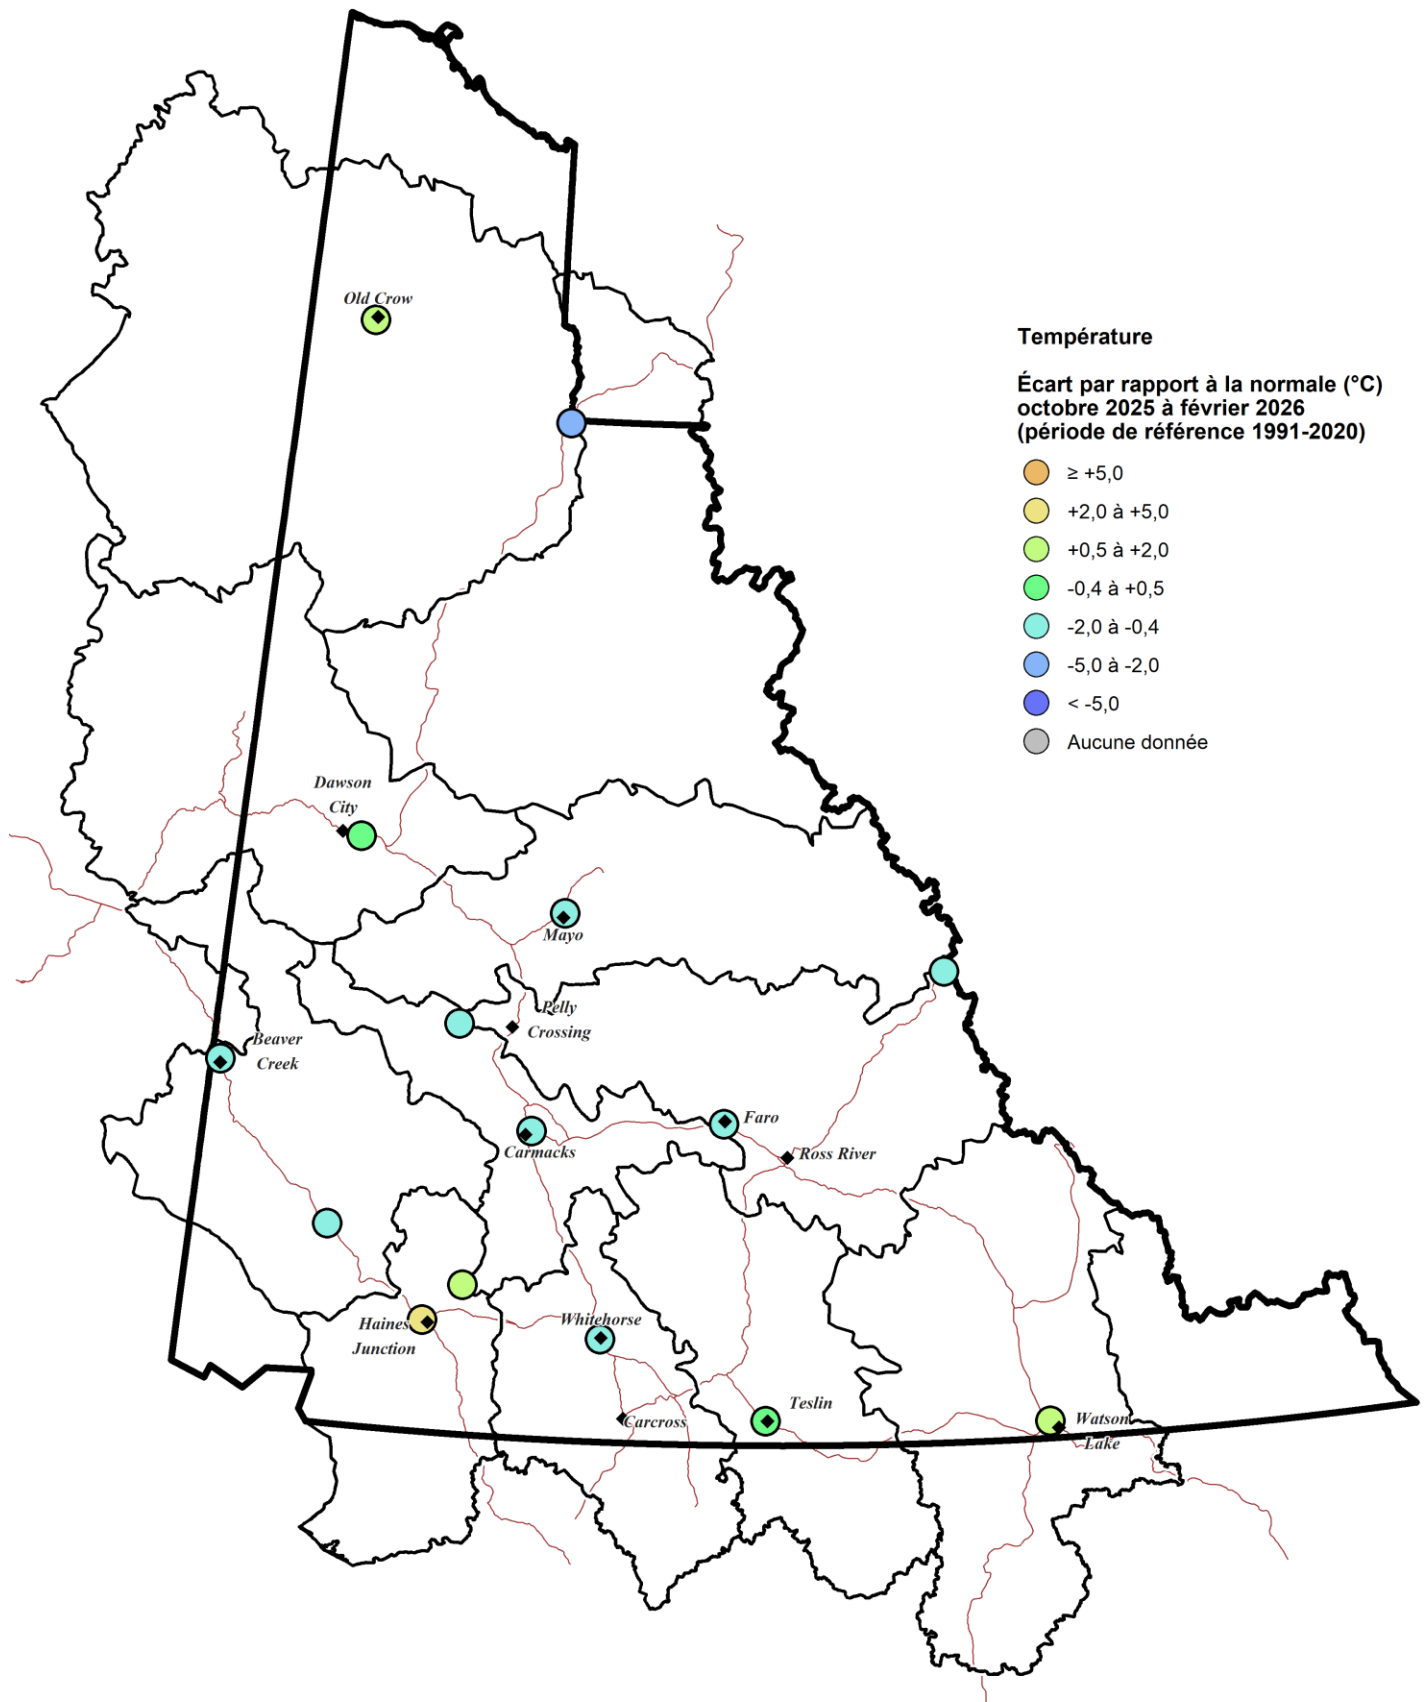 Old Crow
Température
Écart par rapport à la normale (°C)
octobre 2025 à février 2026
(période de référence 1991-2020)
≥ +5,0
+2,0 à +5,0
+0,5 à +2,0
-0,4 à +0,5
-2,0 à -0,4
-5,0 à -2,0
< -5,0
Aucune donnée
Dawson
City
Mayo
Pelly
Crossing
Beaver
Creek
Faro
Carmacks
Ross River
Haines
Junction
Whitehorse
Teslin
Carcross
Watson
Lake